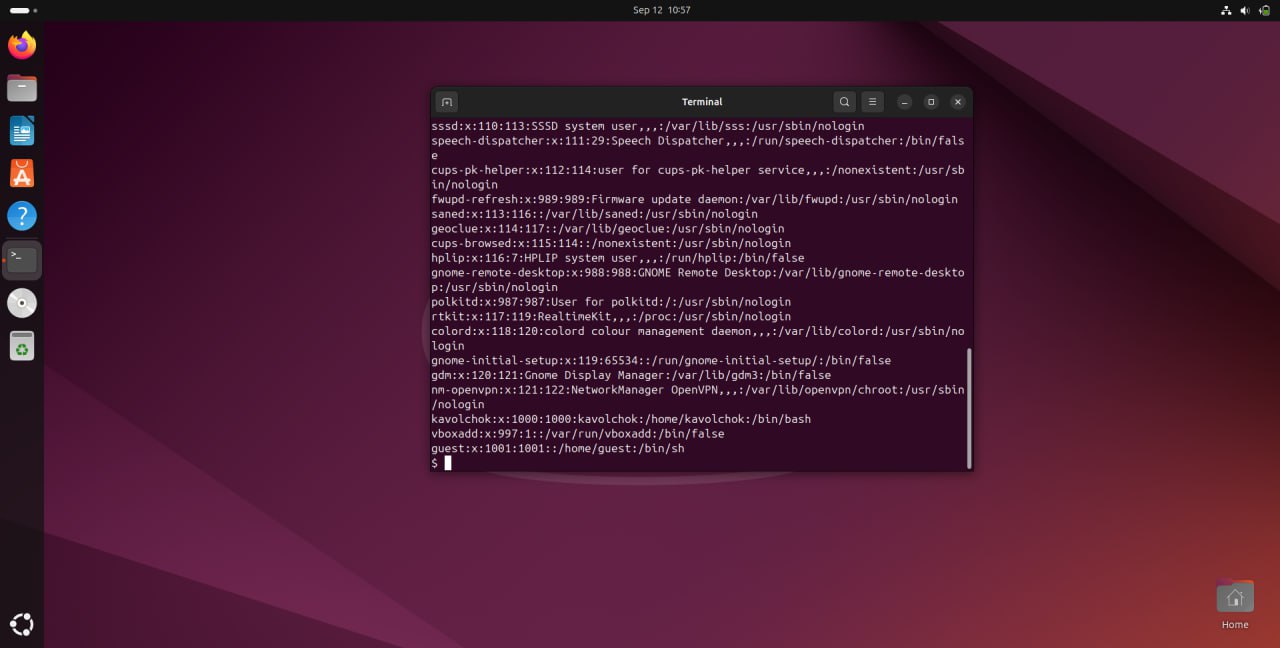 Sep 12 10:57
Terminal
sssd:x:110:113:SSSD system user,,,:/var/lib/sss:/usr/sbin/nologin
speech-dispatcher:x:111:29:Speech Dispatcher,,,:/run/speech-dispatcher:/bin/fals
e
cups-pk-helper:x:112:114:user for cups-pk-helper service,,,:/nonexistent:/usr/sb
in/nologin
fwupd-refresh:x:989:989:Firmware update daemon:/var/lib/fwupd:/usr/sbin/nologin
saned:x:113:116::/var/lib/saned:/usr/sbin/nologin
geoclue:x:114:117::/var/lib/geoclue:/usr/sbin/nologin
cups-browsed:x:115:114::/nonexistent:/usr/sbin/nologin
hplip:x:116:7:HPLIP system user,,,:/run/hplip:/bin/false
gnome-remote-desktop:x:988:988:GNOME Remote Desktop:/var/lib/gnome-remote-deskto
p:/usr/sbin/nologin
polkitd:x:987:987:User for polkitd:/:/usr/sbin/nologin
rtkit:x:117:119:RealtimeKit,,,:/proc:/usr/sbin/nologin
colord:x:118:120:colord colour management daemon,,,:/var/lib/colord:/usr/sbin/no
login
gnome-initial-setup:x:119:65534::/run/gnome-initial-setup/:/bin/false
gdm:x:120:121:Gnome Display Manager:/var/lib/gdm3:/bin/false
nm-openvpn:x:121:122:NetworkManager OpenVPN,,,:/var/lib/openvpn/chroot:/usr/sbin
/nologin
kavolchok:x:1000:1000:kavolchok:/home/kavolchok:/bin/bash
vboxadd:x:997:1::/var/run/vboxadd:/bin/false
guest:x:1001:1001::/home/guest:/bin/sh
$
Home